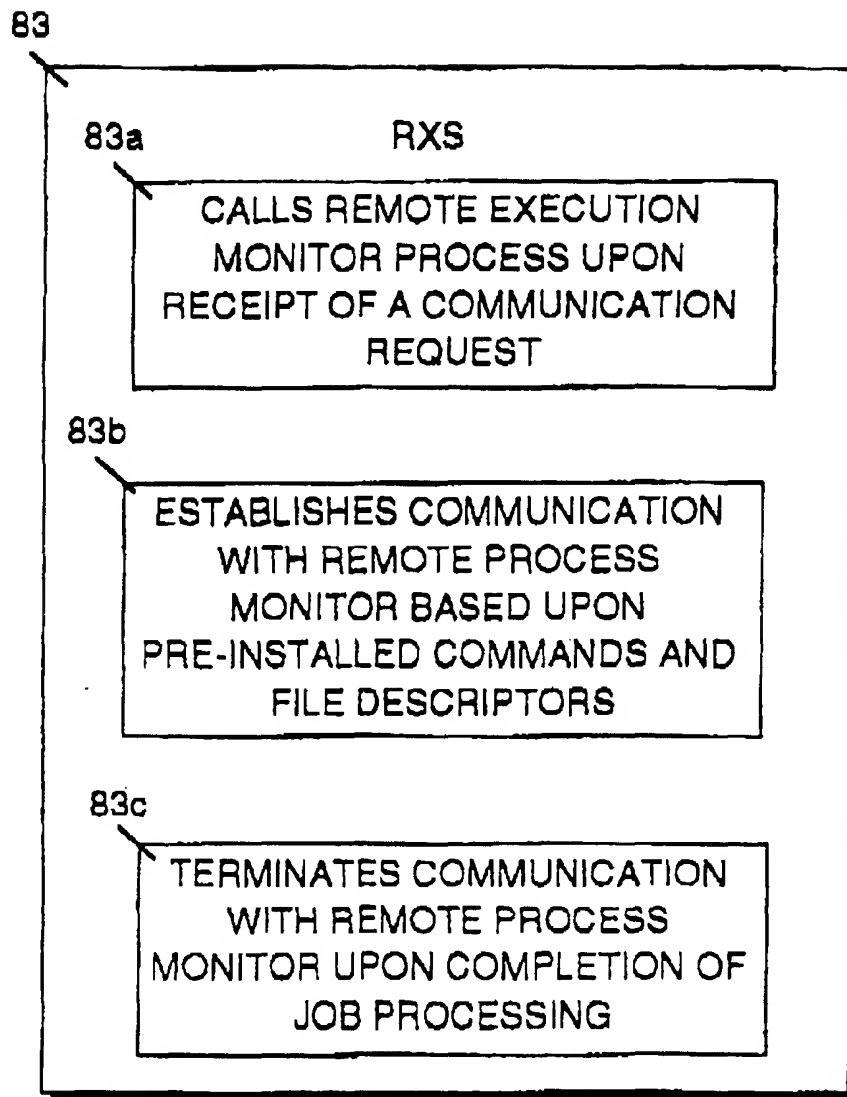 83
83a
RXS
CALLS REMOTE EXECUTION
MONITOR PROCESS UPON
RECEIPT OF A COMMUNICATION
REQUEST
83b
ESTABLISHES COMMUNICATION
WITH REMOTE PROCESS
MONITOR BASED UPON
PRE-INSTALLED COMMANDS AND
FILE DESCRIPTORS
83c
TERMINATES COMMUNICATION
WITH REMOTE PROCESS
MONITOR UPON COMPLETION OF
JOB PROCESSING